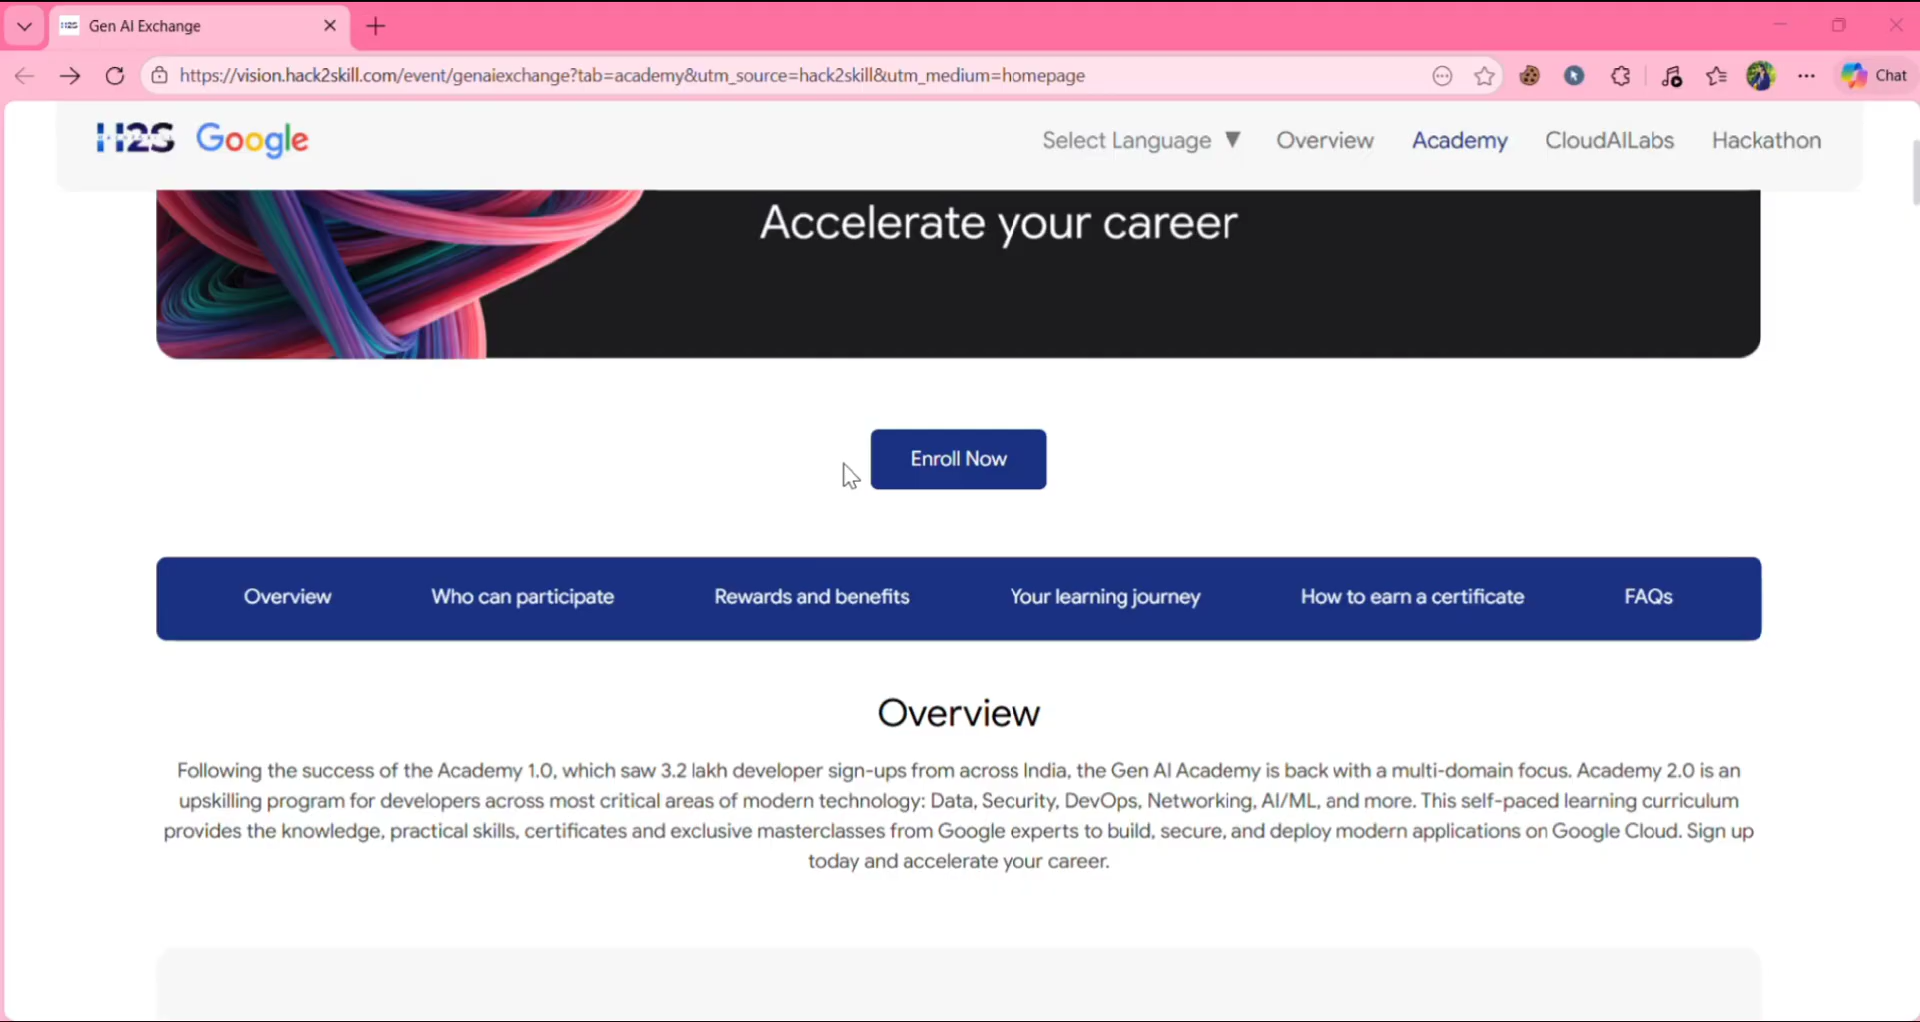 Gen AI Exchange
https://vision.hack2skill.com/event/genaiexchange?tab=academy&utm_source=hack2skill&utm_medium=homepage
Chat
H2S Google
Select Language ▼ Overview Academy CloudAILabs Hackathon
Accelerate your career
Enroll Now
Overview Who can participate Rewards and benefits Your learning journey How to earn a certificate FAQs
Overview
Following the success of the Academy 1.0, which saw 3.2 lakh developer sign-ups from across India, the Gen AI Academy is back with a multi-domain focus. Academy 2.0 is an
upskilling program for developers across most critical areas of modern technology: Data, Security, DevOps, Networking, AI/ML, and more. This self-paced learning curriculum
provides the knowledge, practical skills, certificates and exclusive masterclasses from Google experts to build, secure, and deploy modern applications on Google Cloud. Sign up
today and accelerate your career.